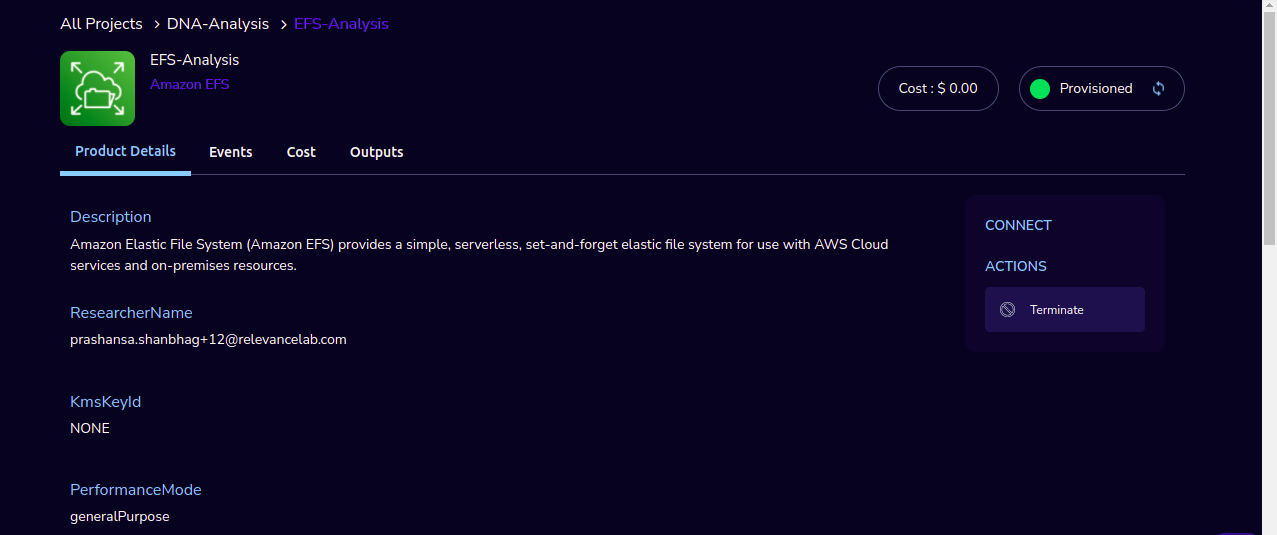 All Projects > DNA-Analysis > EFS-Analysis
EFS-Analysis
Amazon EFS
Cost : $ 0.00
Provisioned
Product Details
Events
Cost
Outputs
Description
Amazon Elastic File System (Amazon EFS) provides a simple, serverless, set-and-forget elastic file system for use with AWS Cloud
services and on-premises resources.
CONNECT
ACTIONS
Terminate
ResearcherName
prashansa.shanbhag+12@relevancelab.com
KmsKeyId
NONE
PerformanceMode
generalPurpose